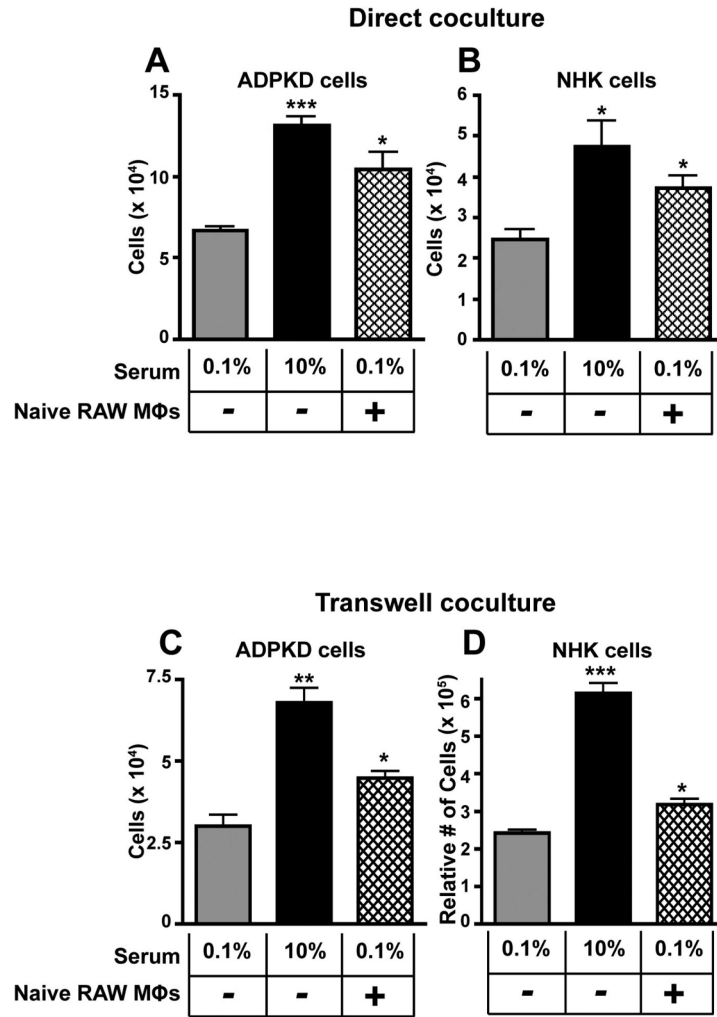 Direct coculture
A
ADPKD cells
Cells (x 10⁴)
15
10
5
0
***
*
Serum 0.1% 10% 0.1%
Naive RAW MΦs - - +
B
NHK cells
Cells (x 10⁴)
6
5
4
3
2
1
0
*
*
0.1% 10% 0.1%
- - +
Transwell coculture
C
ADPKD cells
Cells (x 10⁴)
7.5
5
2.5
0
**
*
Serum 0.1% 10% 0.1%
Naive RAW MΦs - - +
D
NHK cells
Relative # of Cells (x 10⁵)
6
5
4
3
2
1
0
***
*
0.1% 10% 0.1%
- - +